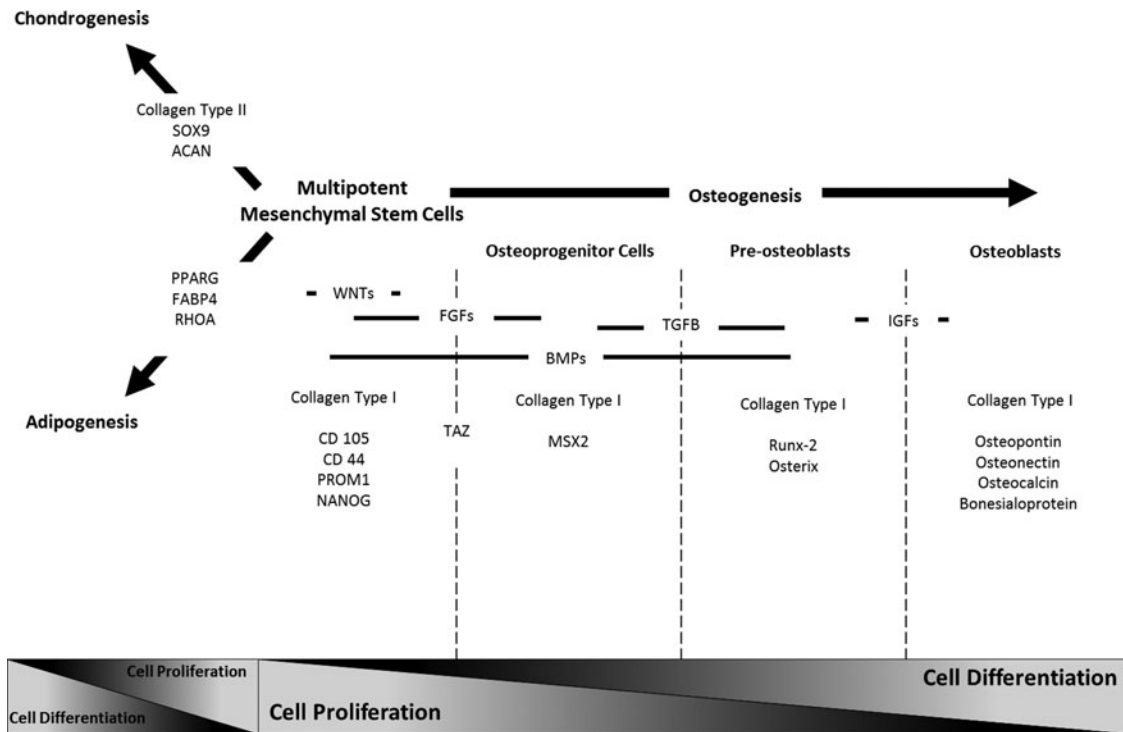 Chondrogenesis
Collagen Type II
SOX9
ACAN
Multipotent
Mesenchymal Stem Cells
Osteogenesis
PPARG
FABP4
RHOA
Adipogenesis
Osteoprogenitor Cells
Pre-osteoblasts
Osteoblasts
WNTs
FGFs
TGFB
IGFs
BMPs
Collagen Type I
CD 105
CD 44
PROM1
NANOG
TAZ
Collagen Type I
MSX2
Collagen Type I
Runx-2
Osterix
Collagen Type I
Osteopontin
Osteonectin
Osteocalcin
Bonesialoprotein
Cell Proliferation
Cell Differentiation
Cell Proliferation
Cell Differentiation